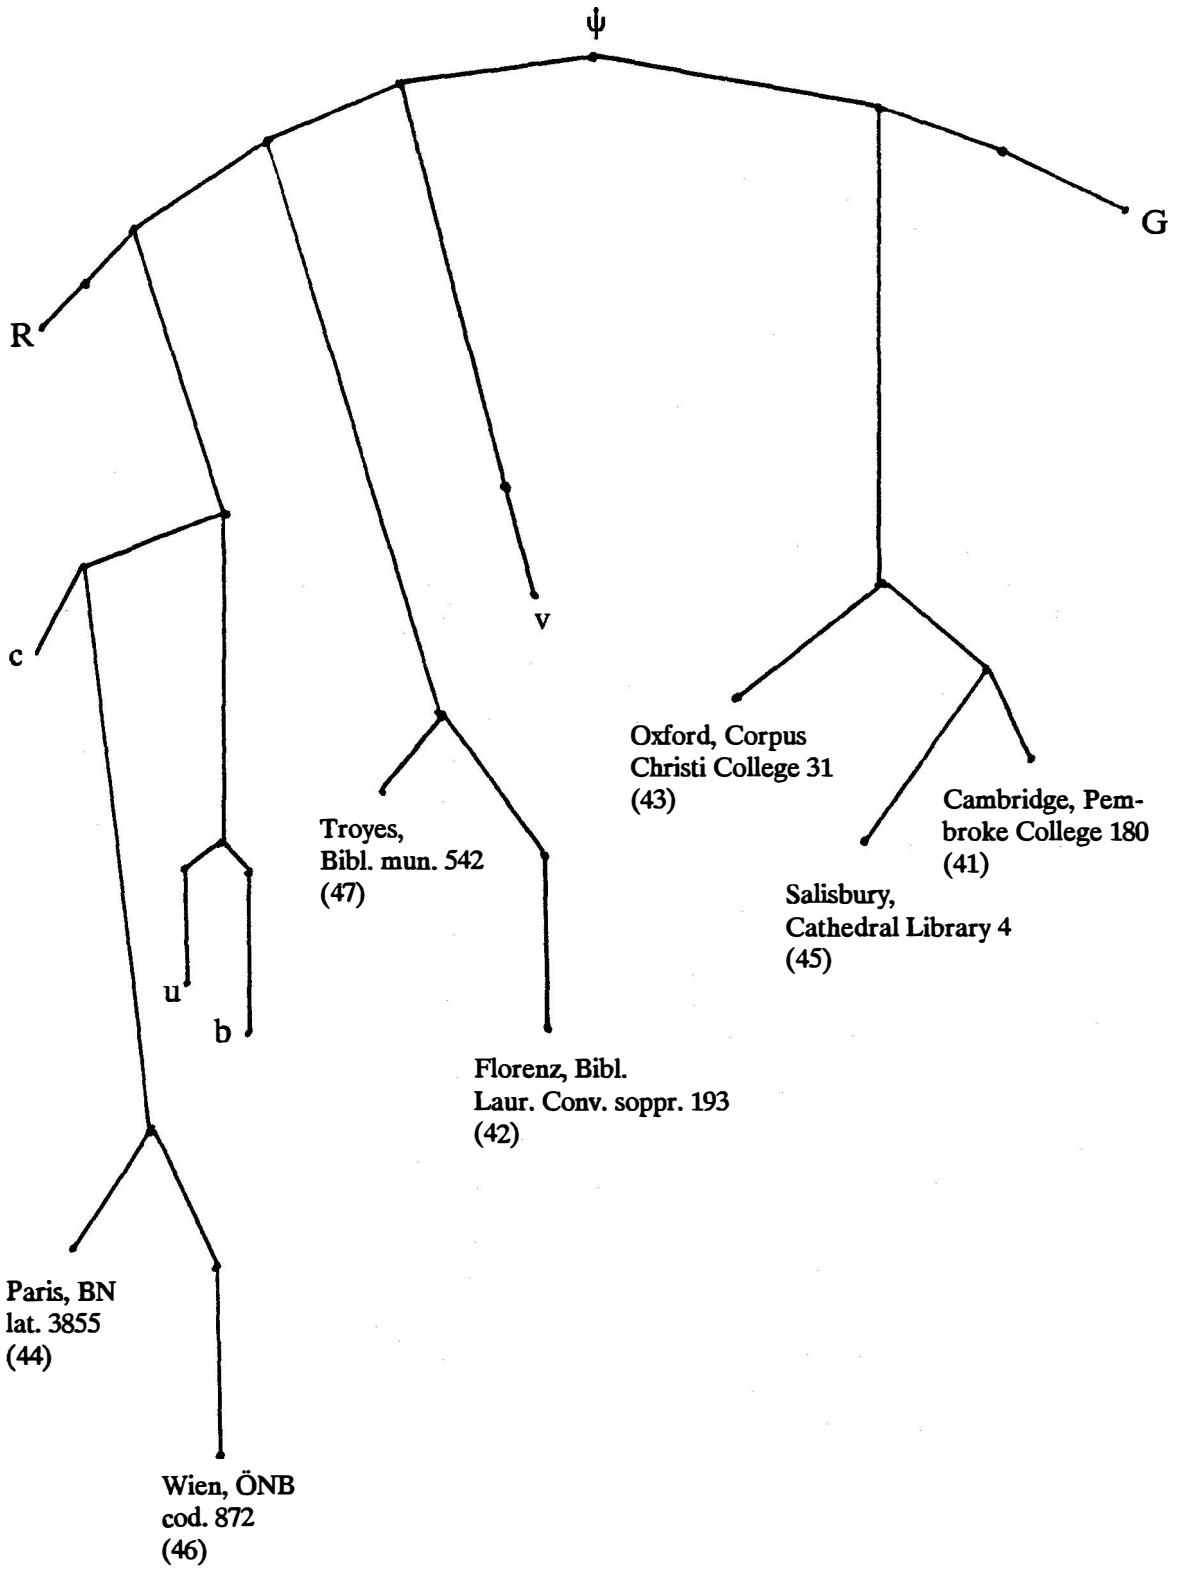 ψ
G
R
v
c
Oxford, Corpus
Christi College 31
(43)
Cambridge, Pem-
broke College 180
(41)
Troyes,
Bibl. mun. 542
(47)
Salisbury,
Cathedral Library 4
(45)
u
b
Florenz, Bibl.
Laur. Conv. soppr. 193
(42)
Paris, BN
lat. 3855
(44)
Wien, ÖNB
cod. 872
(46)